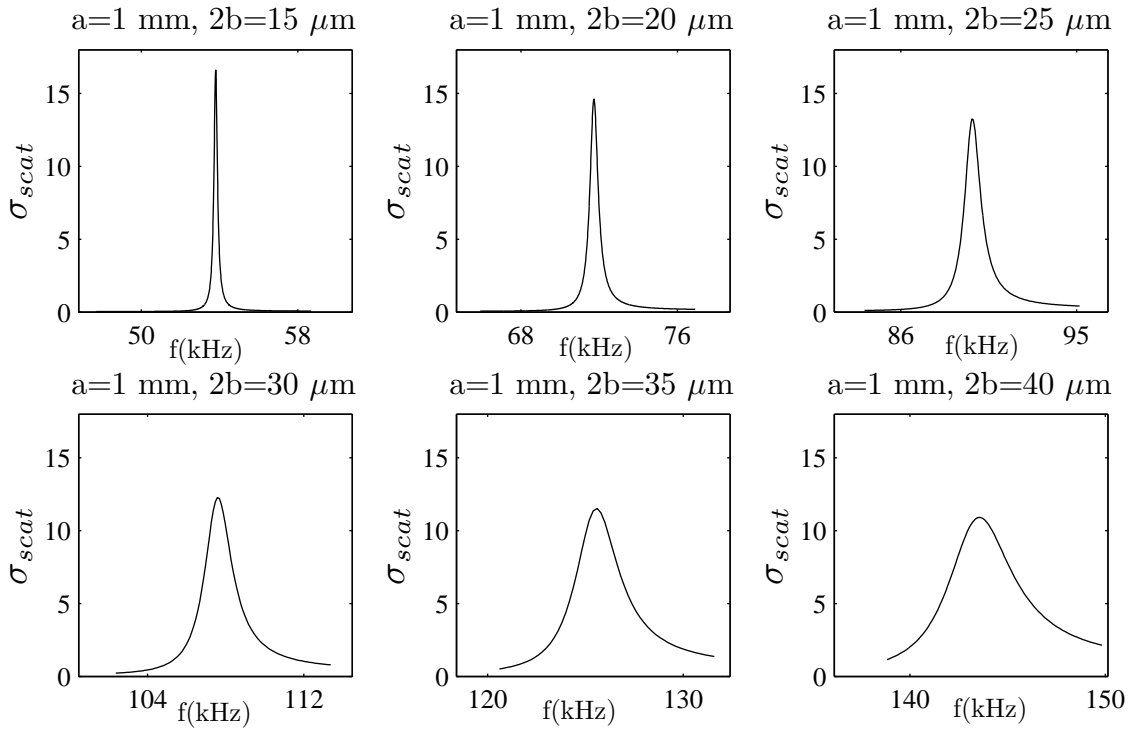 a=1 mm, 2b=15 μm
a=1 mm, 2b=20 μm
a=1 mm, 2b=25 μm
σscat
15
10
5
0
50
58
f(kHz)
σscat
15
10
5
0
68
76
f(kHz)
σscat
15
10
5
0
86
95
f(kHz)
a=1 mm, 2b=30 μm
a=1 mm, 2b=35 μm
a=1 mm, 2b=40 μm
σscat
15
10
5
0
104
112
f(kHz)
σscat
15
10
5
0
120
130
f(kHz)
σscat
15
10
5
0
140
150
f(kHz)